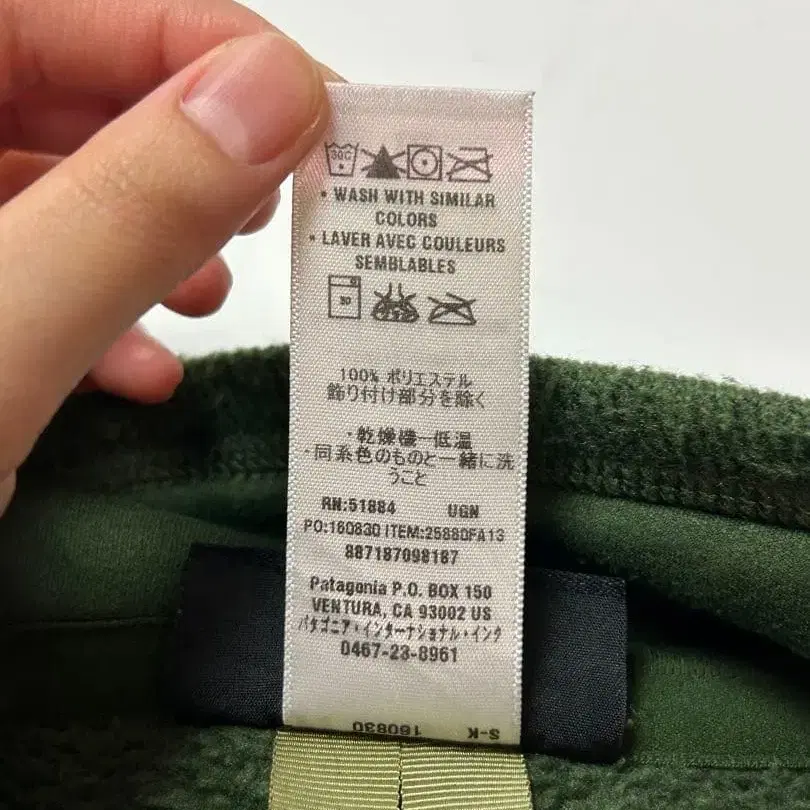 30C
• WASH WITH SIMILAR
COLORS
• LAVER AVEC COULEURS
SEMBLABLES
30
100% ポリエステル
飾り付け部分を除く
・乾燥機ー低温
・同系色のものと一緒に洗
うこと
RN:51884 UGN
PO:160830 ITEM:25880FA13
887187098187
Patagonia P.O. BOX 150
VENTURA, CA 93002 US
パタゴニア・インターナショナル・インク
0467-23-8961
160830 S-K